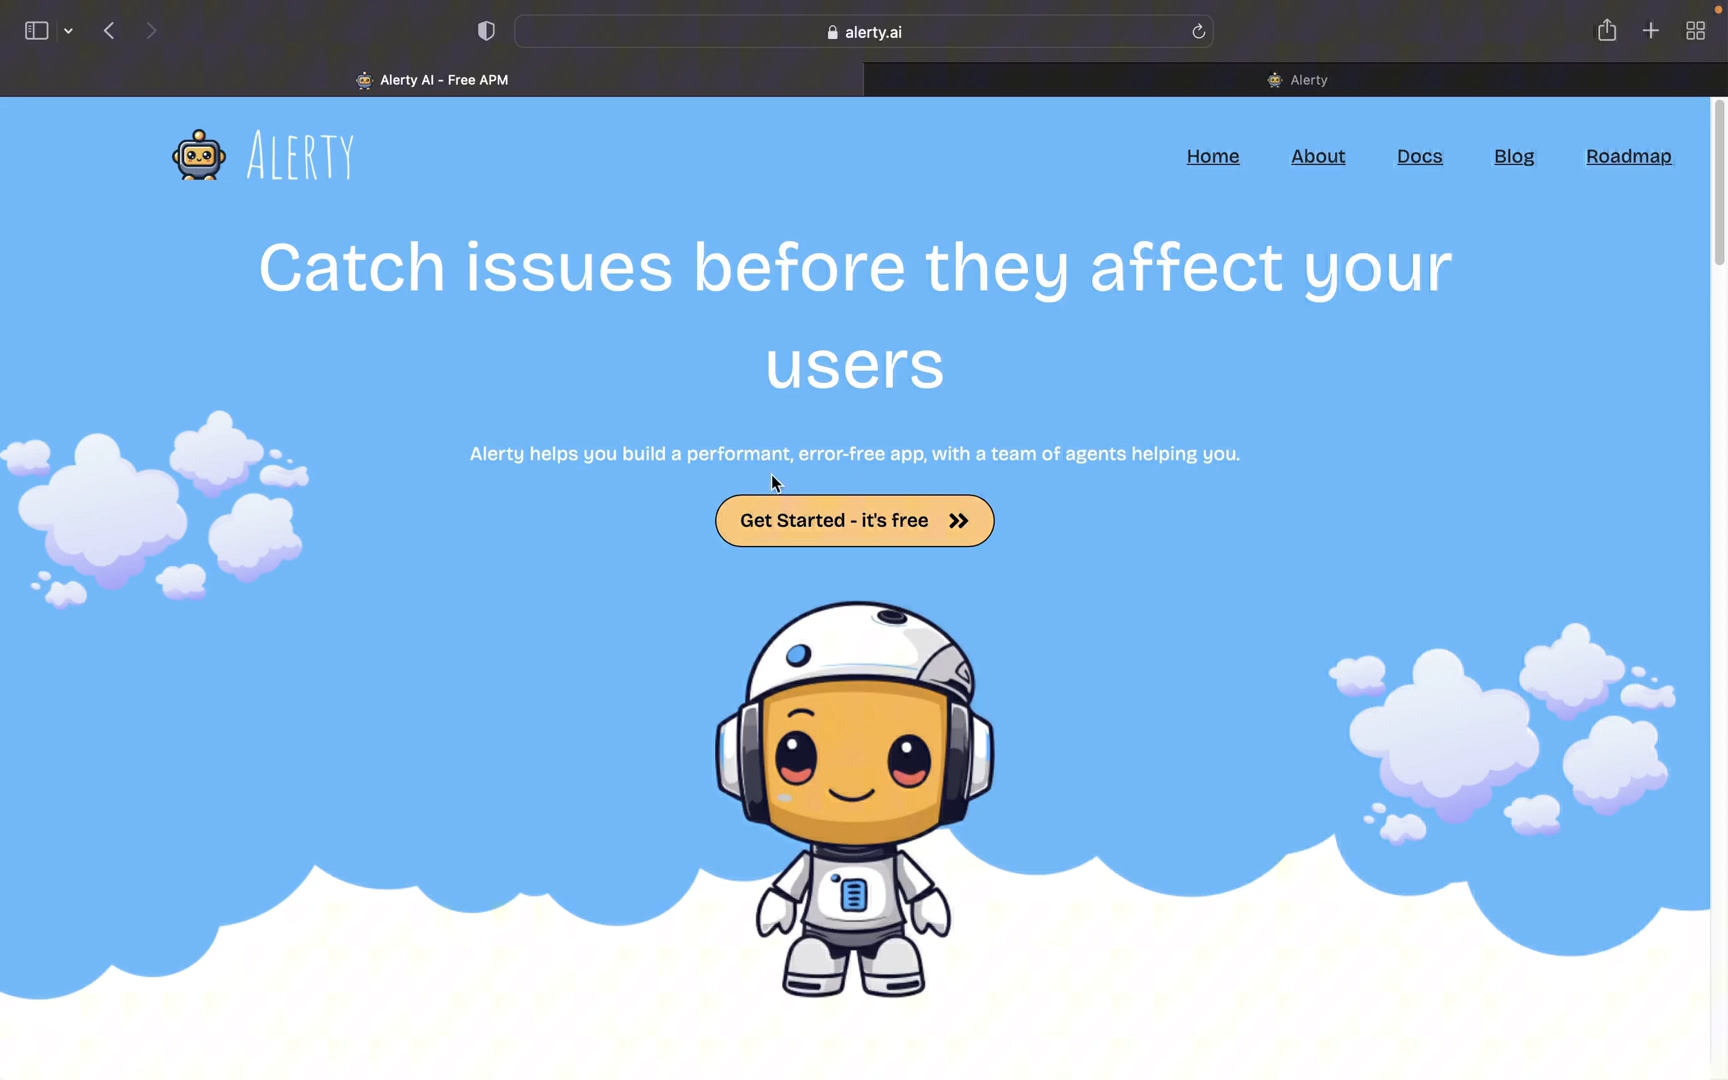 alerty.ai
Alerty AI - Free APM
Alerty
ALERTY
Home
About
Docs
Blog
Roadmap
Catch issues before they affect your
users
Alerty helps you build a performant, error-free app, with a team of agents helping you.
Get Started - it's free